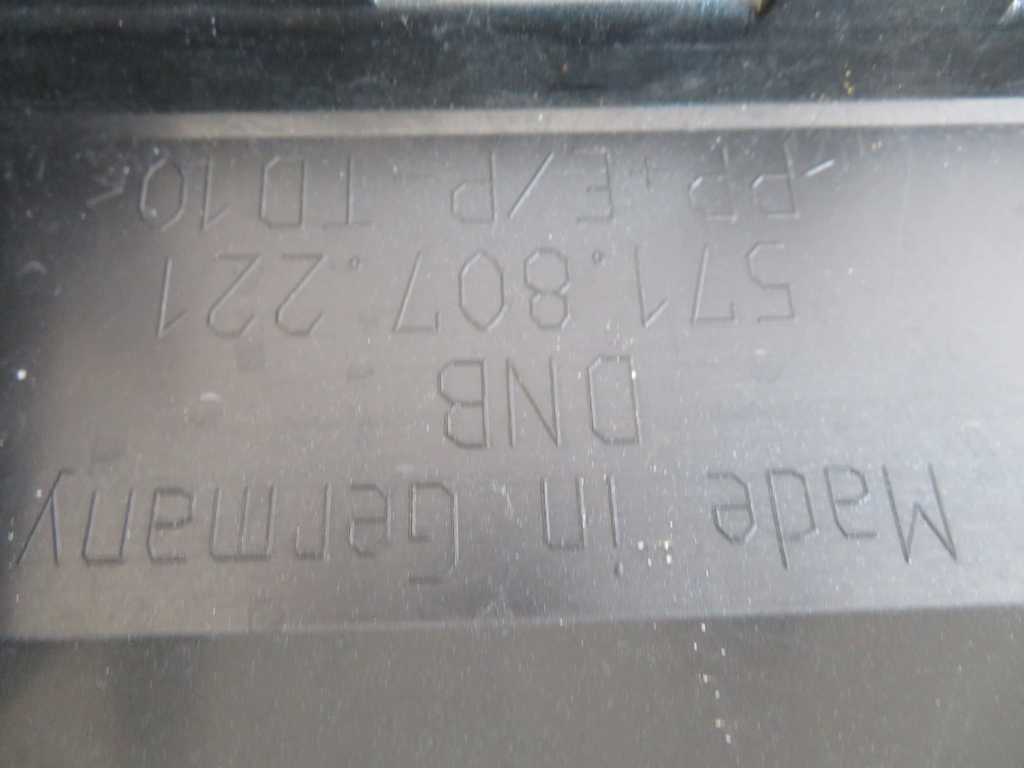 Made in Germany
DNB
571.807.221
>PP+E/P-TD10<